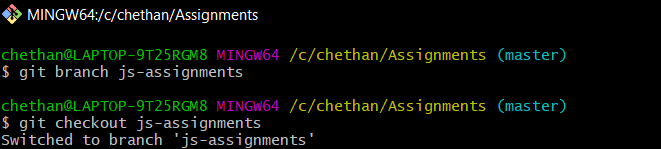 MINGW64:/c/chethan/Assignments
chethan@LAPTOP-9T25RGM8 MINGW64 /c/chethan/Assignments (master)
$ git branch js-assignments
chethan@LAPTOP-9T25RGM8 MINGW64 /c/chethan/Assignments (master)
$ git checkout js-assignments
Switched to branch 'js-assignments'